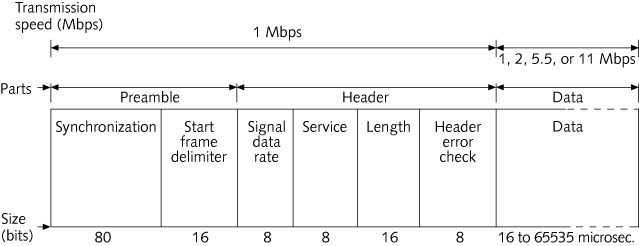 Transmission
speed (Mbps)
1 Mbps
1, 2, 5.5, or 11 Mbps
Parts
Preamble
Header
Data
Synchronization
Start
frame
delimiter
Signal
data
rate
Service
Length
Header
error
check
Data
Size
(bits)
80
16
8
8
16
8
16 to 65535 microsec.